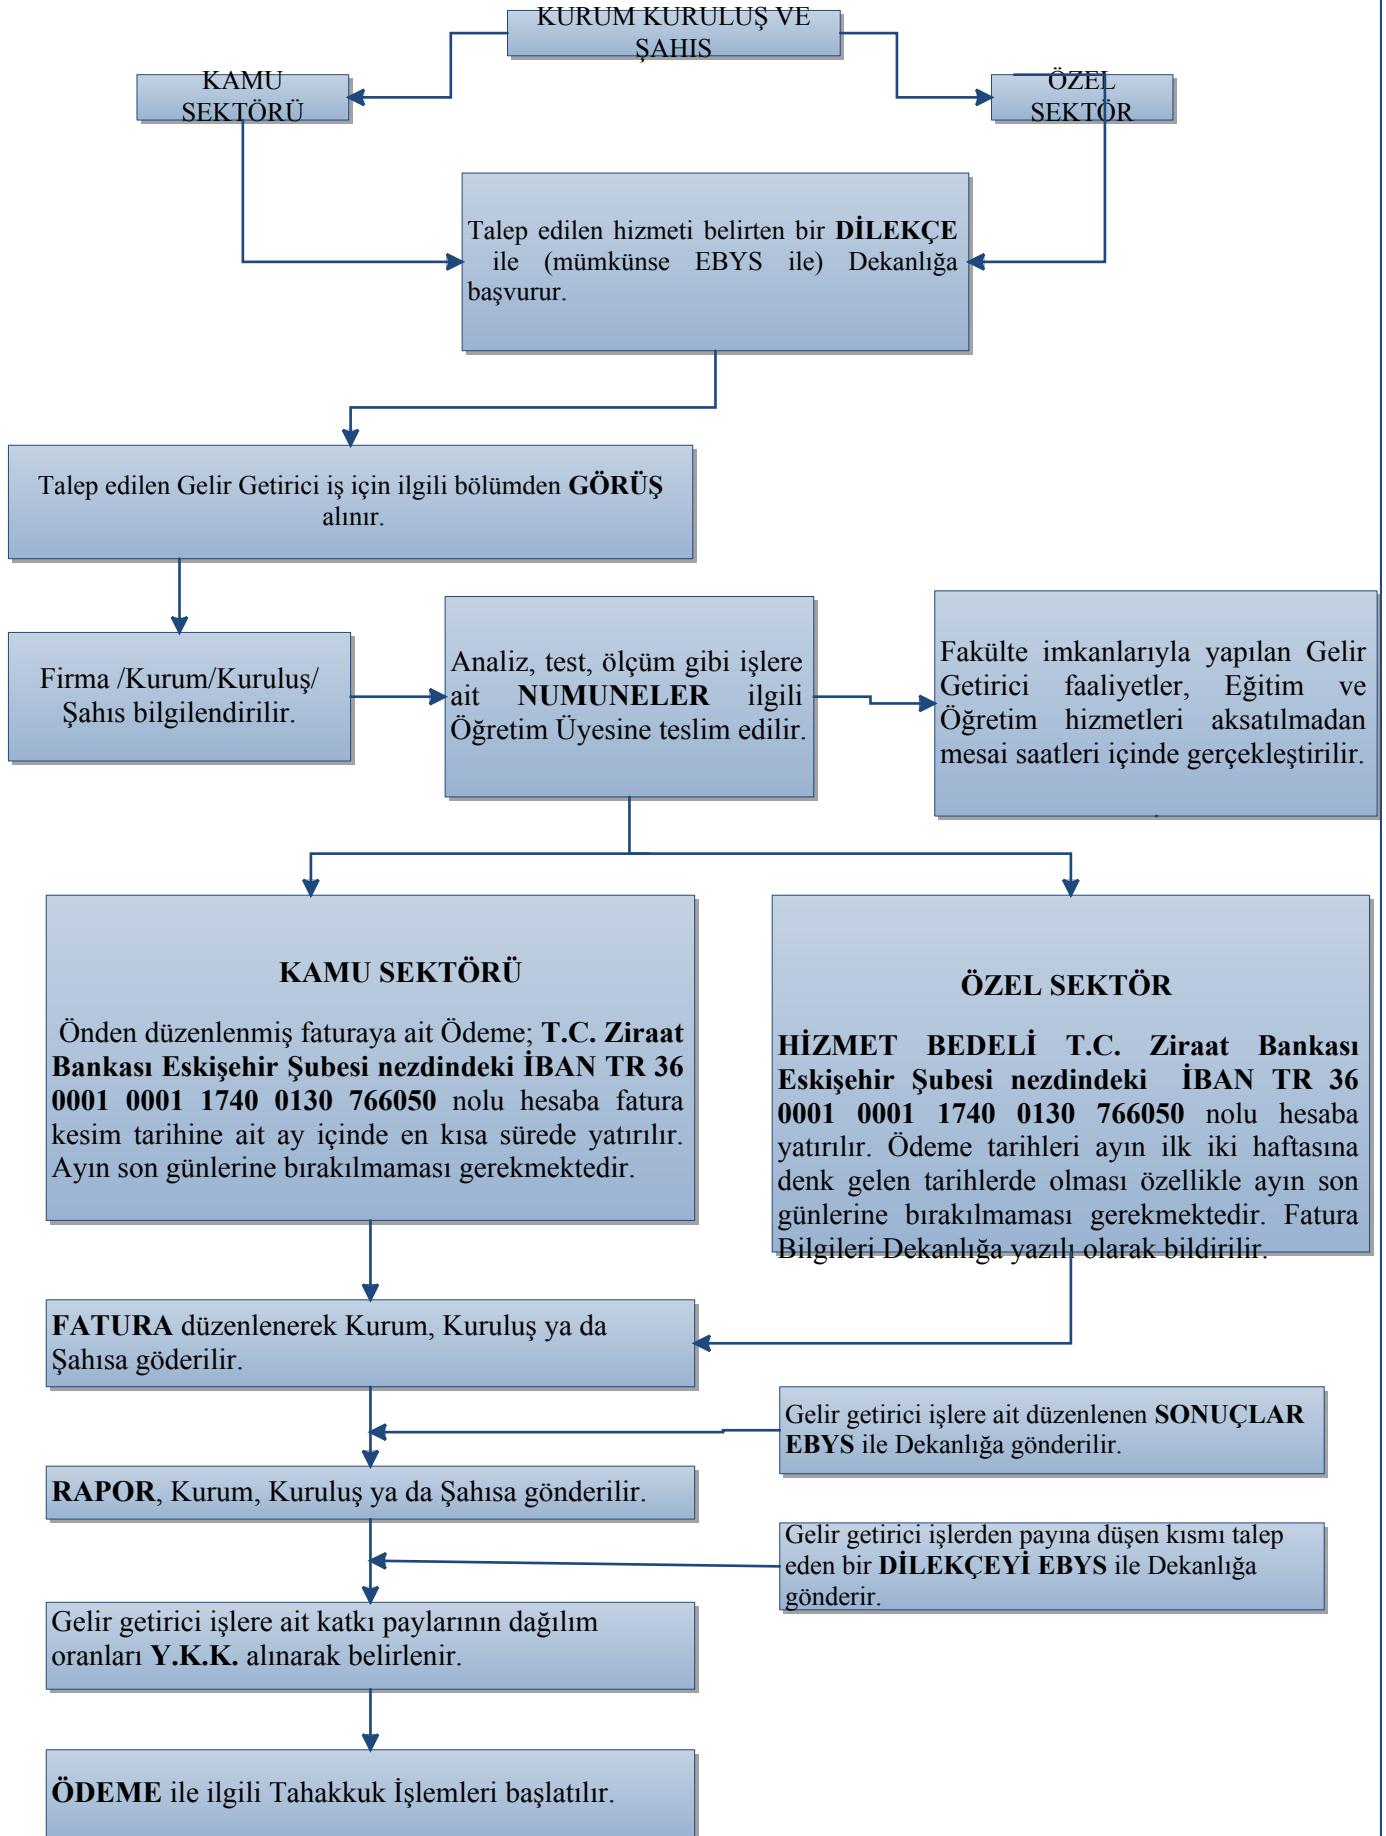 KURUM KURULUŞ VE
ŞAHIS
KAMU
SEKTÖRÜ
ÖZEL
SEKTÖR
Talep edilen hizmeti belirten bir DİLEKÇE
ile (mümkünse EBYS ile) Dekanlığa
başvurur.
Talep edilen Gelir Getirici iş için ilgili bölümden GÖRÜŞ
alınır.
Firma /Kurum/Kuruluş/
Şahıs bilgilendirilir.
Analiz, test, ölçüm gibi işlere
ait NUMUNELER ilgili
Öğretim Üyesine teslim edilir.
Fakülte imkanlarıyla yapılan Gelir
Getirici faaliyetler, Eğitim ve
Öğretim hizmetleri aksatılmadan
mesai saatleri içinde gerçekleştirilir.
.
KAMU SEKTÖRÜ
Önden düzenlenmiş faturaya ait Ödeme; T.C. Ziraat
Bankası Eskişehir Şubesi nezdindeki İBAN TR 36
0001 0001 1740 0130 766050 nolu hesaba fatura
kesim tarihine ait ay içinde en kısa sürede yatırılır.
Ayın son günlerine bırakılmaması gerekmektedir.
ÖZEL SEKTÖR
HİZMET BEDELİ T.C. Ziraat Bankası
Eskişehir Şubesi nezdindeki İBAN TR 36
0001 0001 1740 0130 766050 nolu hesaba
yatırılır. Ödeme tarihleri ayın ilk iki haftasına
denk gelen tarihlerde olması özellikle ayın son
günlerine bırakılmaması gerekmektedir. Fatura
Bilgileri Dekanlığa yazılı olarak bildirilir.
FATURA düzenlenerek Kurum, Kuruluş ya da
Şahısa göderilir.
Gelir getirici işlere ait düzenlenen SONUÇLAR
EBYS ile Dekanlığa gönderilir.
RAPOR, Kurum, Kuruluş ya da Şahısa gönderilir.
Gelir getirici işlerden payına düşen kısmı talep
eden bir DİLEKÇEYİ EBYS ile Dekanlığa
gönderir.
Gelir getirici işlere ait katkı paylarının dağılım
oranları Y.K.K. alınarak belirlenir.
ÖDEME ile ilgili Tahakkuk İşlemleri başlatılır.